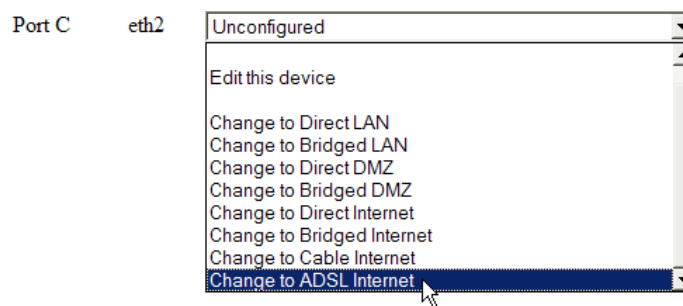 Port C eth2 Unconfigured
Edit this device
Change to Direct LAN
Change to Bridged LAN
Change to Direct DMZ
Change to Bridged DMZ
Change to Direct Internet
Change to Bridged Internet
Change to Cable Internet
Change to ADSL Internet